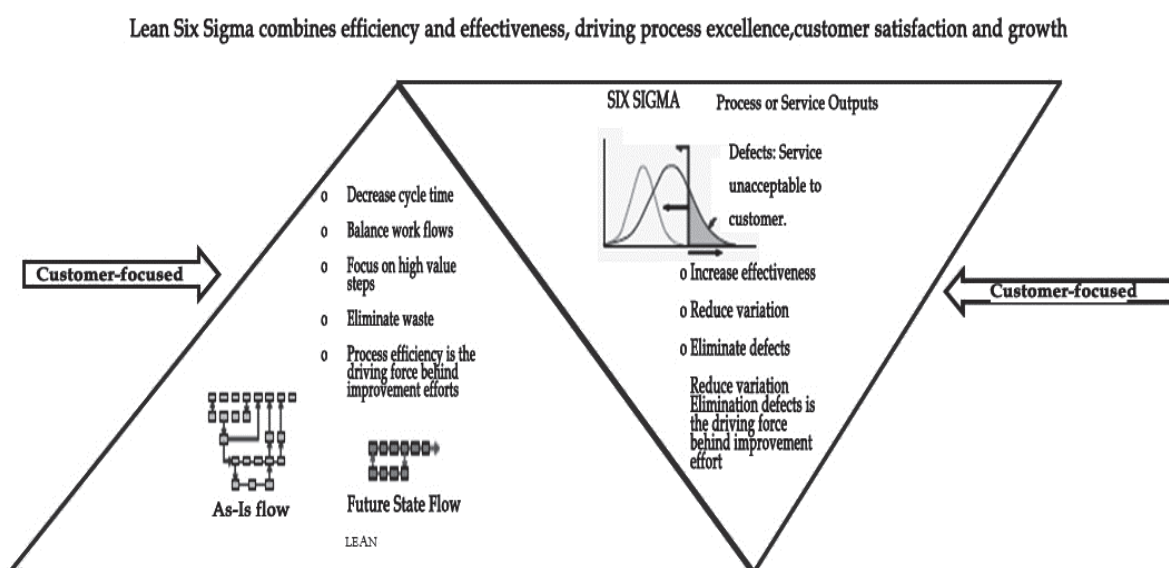 Lean Six Sigma combines efficiency and effectiveness, driving process excellence,customer satisfaction and growth
Customer-focused
o Decrease cycle time
o Balance work flows
o Focus on high value
steps
o Eliminate waste
o Process efficiency is the
driving force behind
improvement efforts
As-Is flow
Future State Flow
LEAN
SIX SIGMA
Process or Service Outputs
Defects: Service
unacceptable to
customer.
o Increase effectiveness
o Reduce variation
o Eliminate defects
Reduce variation
Elimination defects is
the driving force
behind improvement
effort
Customer-focused